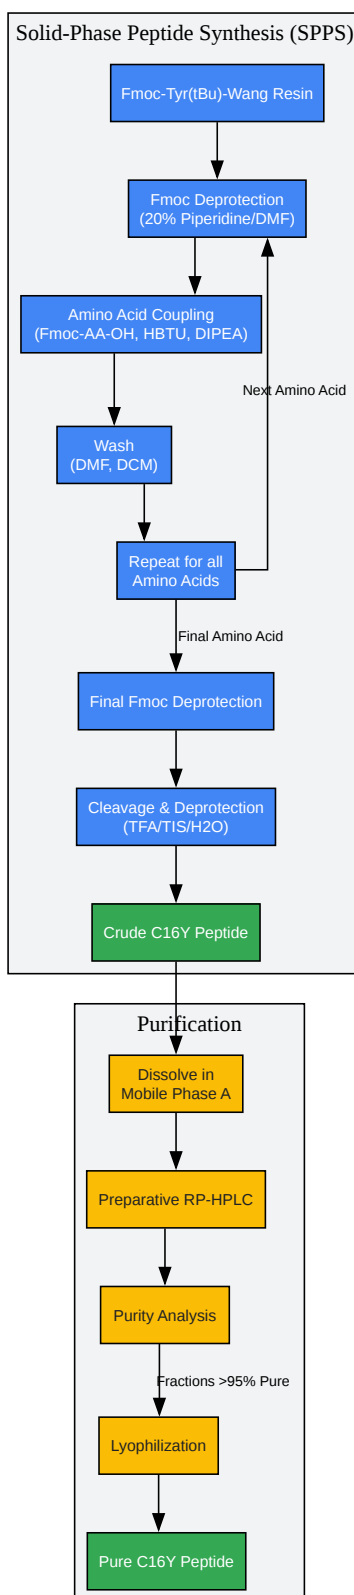 Solid-Phase Peptide Synthesis (SPPS)
Fmoc-Tyr(tBu)-Wang Resin
Fmoc Deprotection
(20% Piperidine/DMF)
Amino Acid Coupling
(Fmoc-AA-OH, HBTU, DIPEA)
Next Amino Acid
Wash
(DMF, DCM)
Repeat for all
Amino Acids
Final Amino Acid
Final Fmoc Deprotection
Cleavage & Deprotection
(TFA/TIS/H2O)
Crude C16Y Peptide
Purification
Dissolve in
Mobile Phase A
Preparative RP-HPLC
Purity Analysis
Fractions >95% Pure
Lyophilization
Pure C16Y Peptide